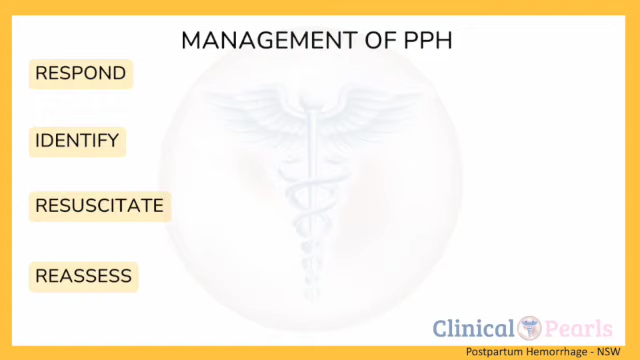 MANAGEMENT OF PPH
RESPOND
IDENTIFY
RESUSCITATE
REASSESS
Clinical Pearls
Postpartum Hemorrhage - NSW